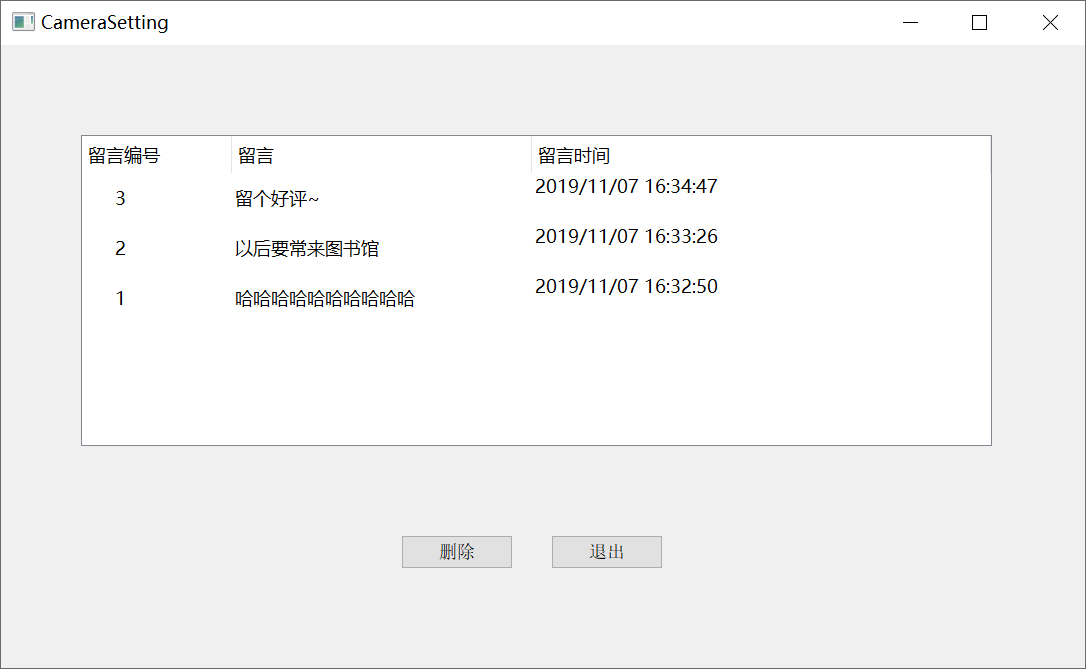 CameraSetting
留言编号 留言 留言时间
3 留个好评~ 2019/11/07 16:34:47
2 以后要常来图书馆 2019/11/07 16:33:26
1 哈哈哈哈哈哈哈哈哈哈 2019/11/07 16:32:50
删除 退出